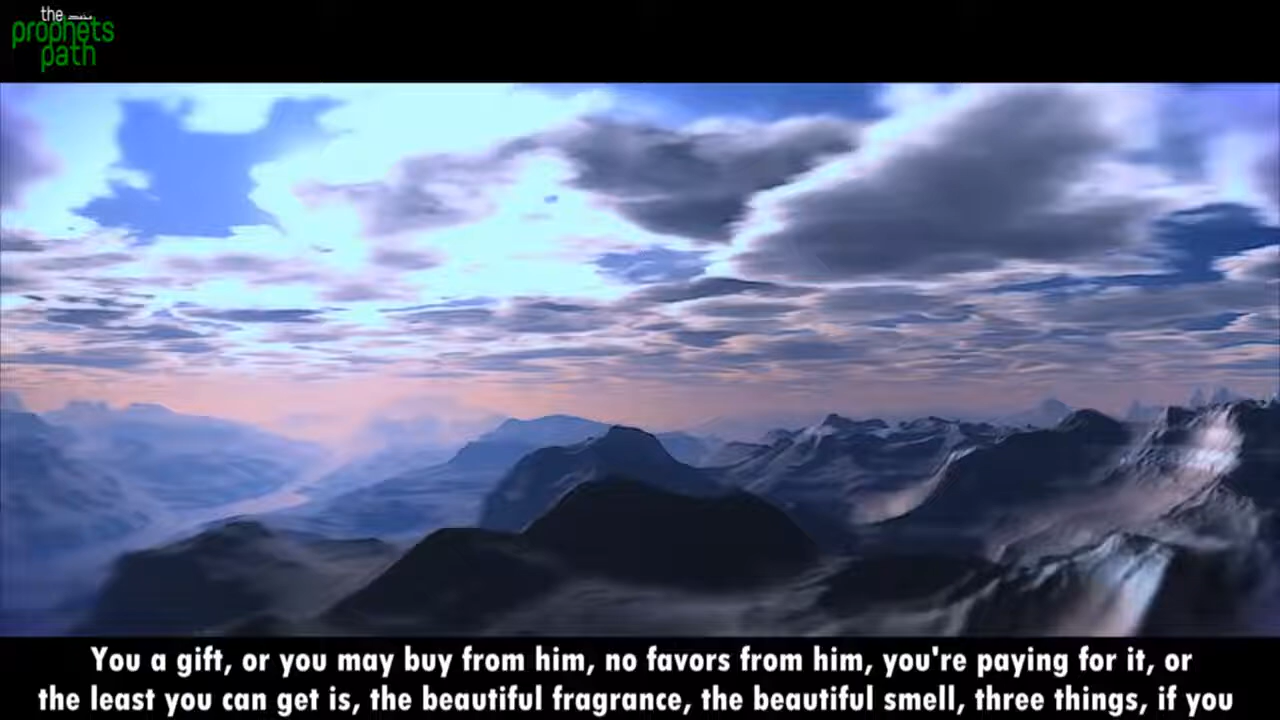 the
prophets
path
You a gift, or you may buy from him, no favors from him, you're paying for it, or
the least you can get is, the beautiful fragrance, the beautiful smell, three things, if you